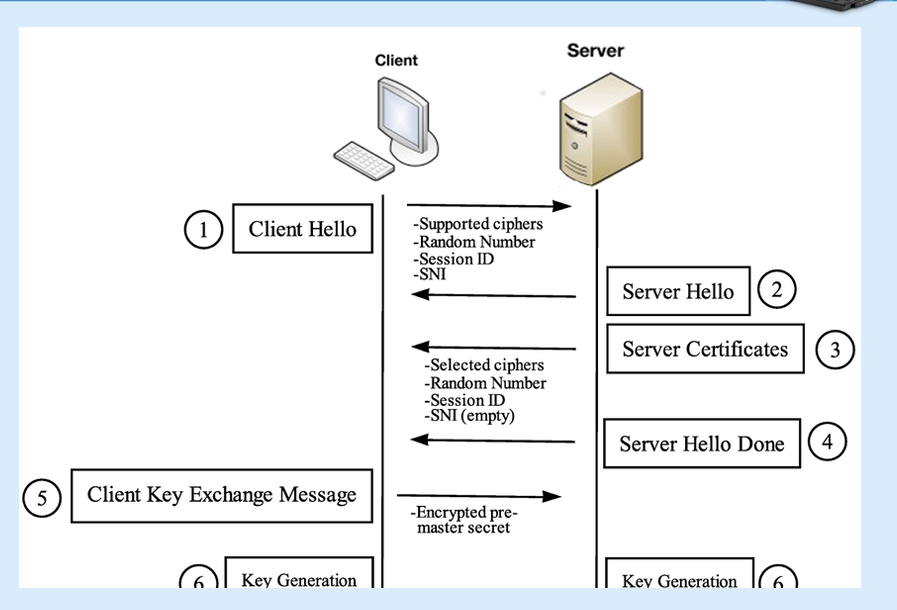 Client
Server
1
Client Hello
-Supported ciphers
-Random Number
-Session ID
-SNI
Server Hello
2
Server Certificates
3
-Selected ciphers
-Random Number
-Session ID
-SNI (empty)
Server Hello Done
4
5
Client Key Exchange Message
-Encrypted pre-
master secret
6
Key Generation
Key Generation
6